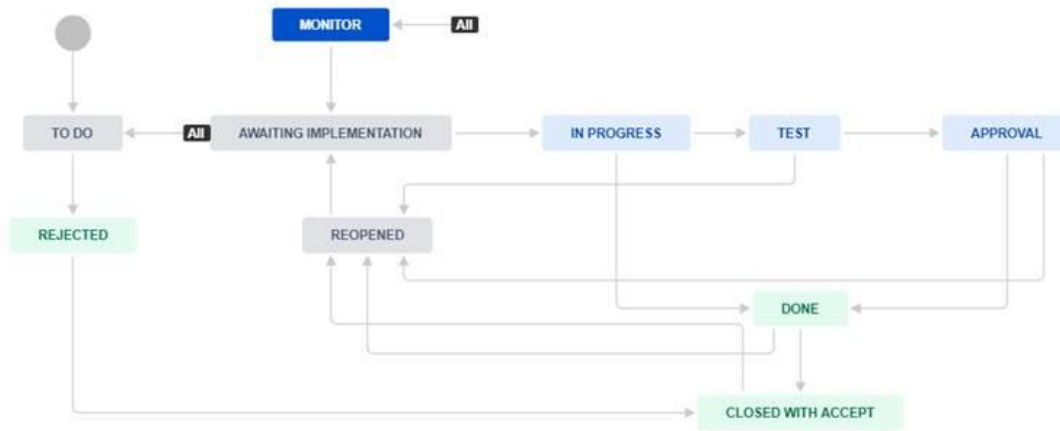 MONITOR
All
TO DO
All
AWAITING IMPLEMENTATION
IN PROGRESS
TEST
APPROVAL
REJECTED
REOPENED
DONE
CLOSED WITH ACCEPT